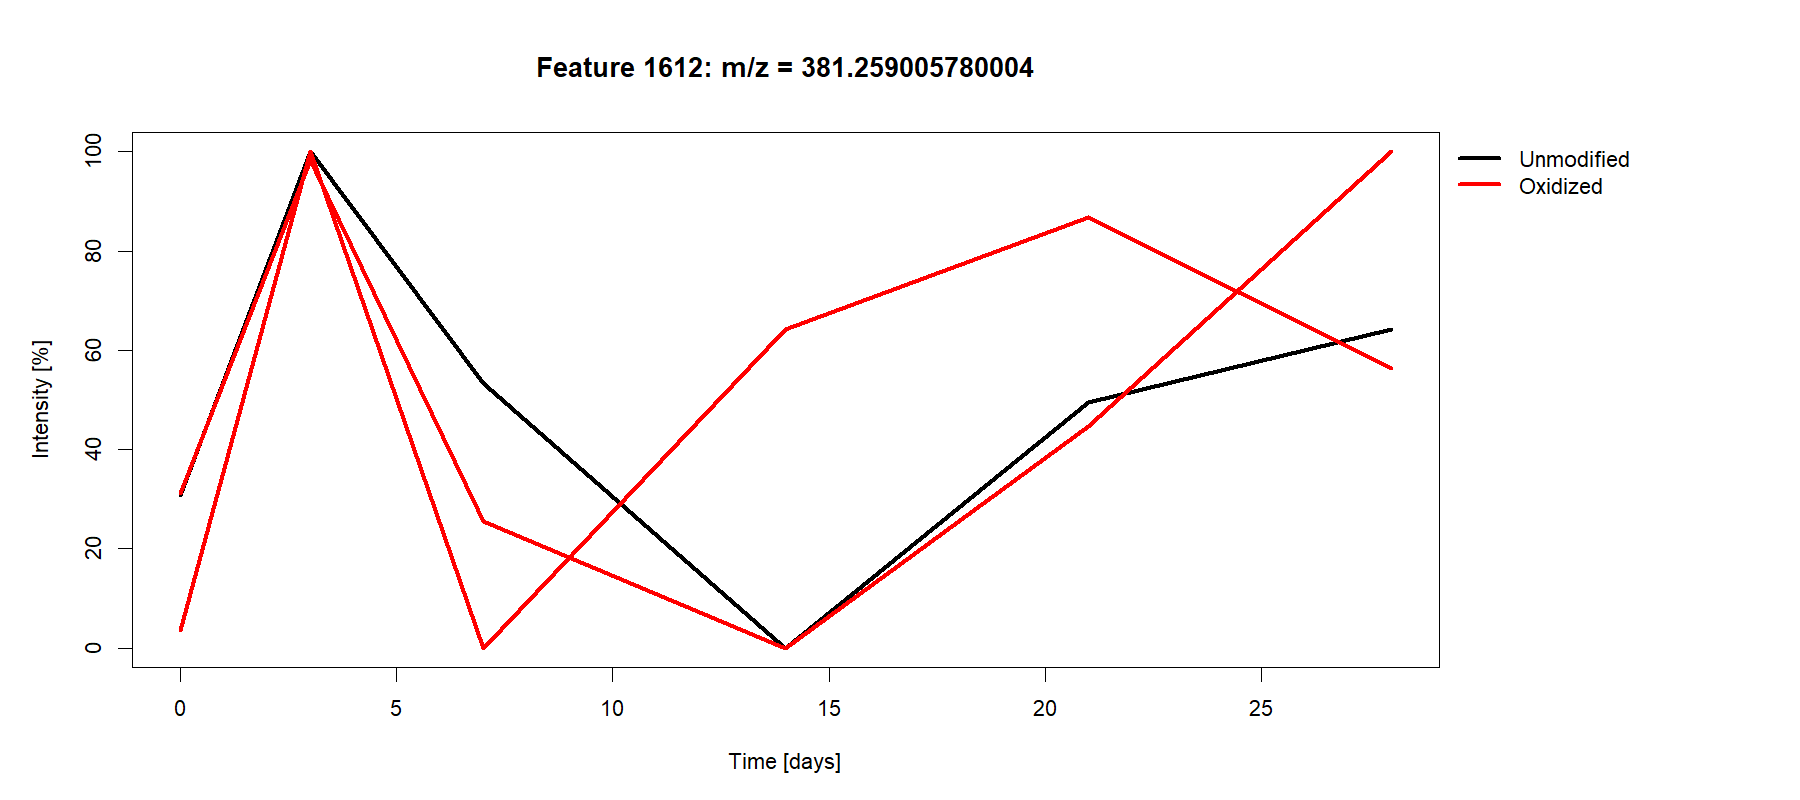 Feature 1612: m/z = 381.259005780004
Unmodified
Oxidized
Intensity [%]
100
80
60
40
20
0
0 5 10 15 20 25
Time [days]